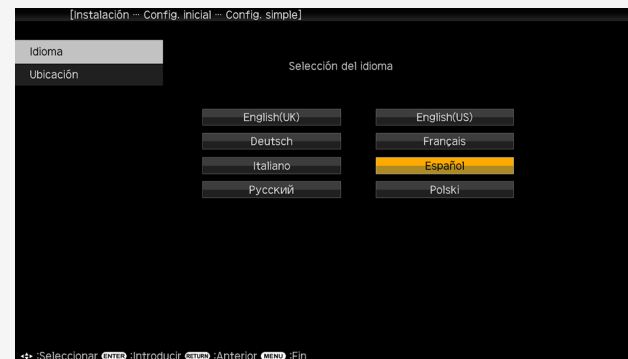 [Instalación ··· Config. inicial ··· Config. simple]
Idioma
Ubicación
Selección del idioma
English(UK) English(US)
Deutsch Français
Italiano Español
Русский Polski
:Seleccionar ENTER :Introducir RETURN :Anterior MENU :Fin